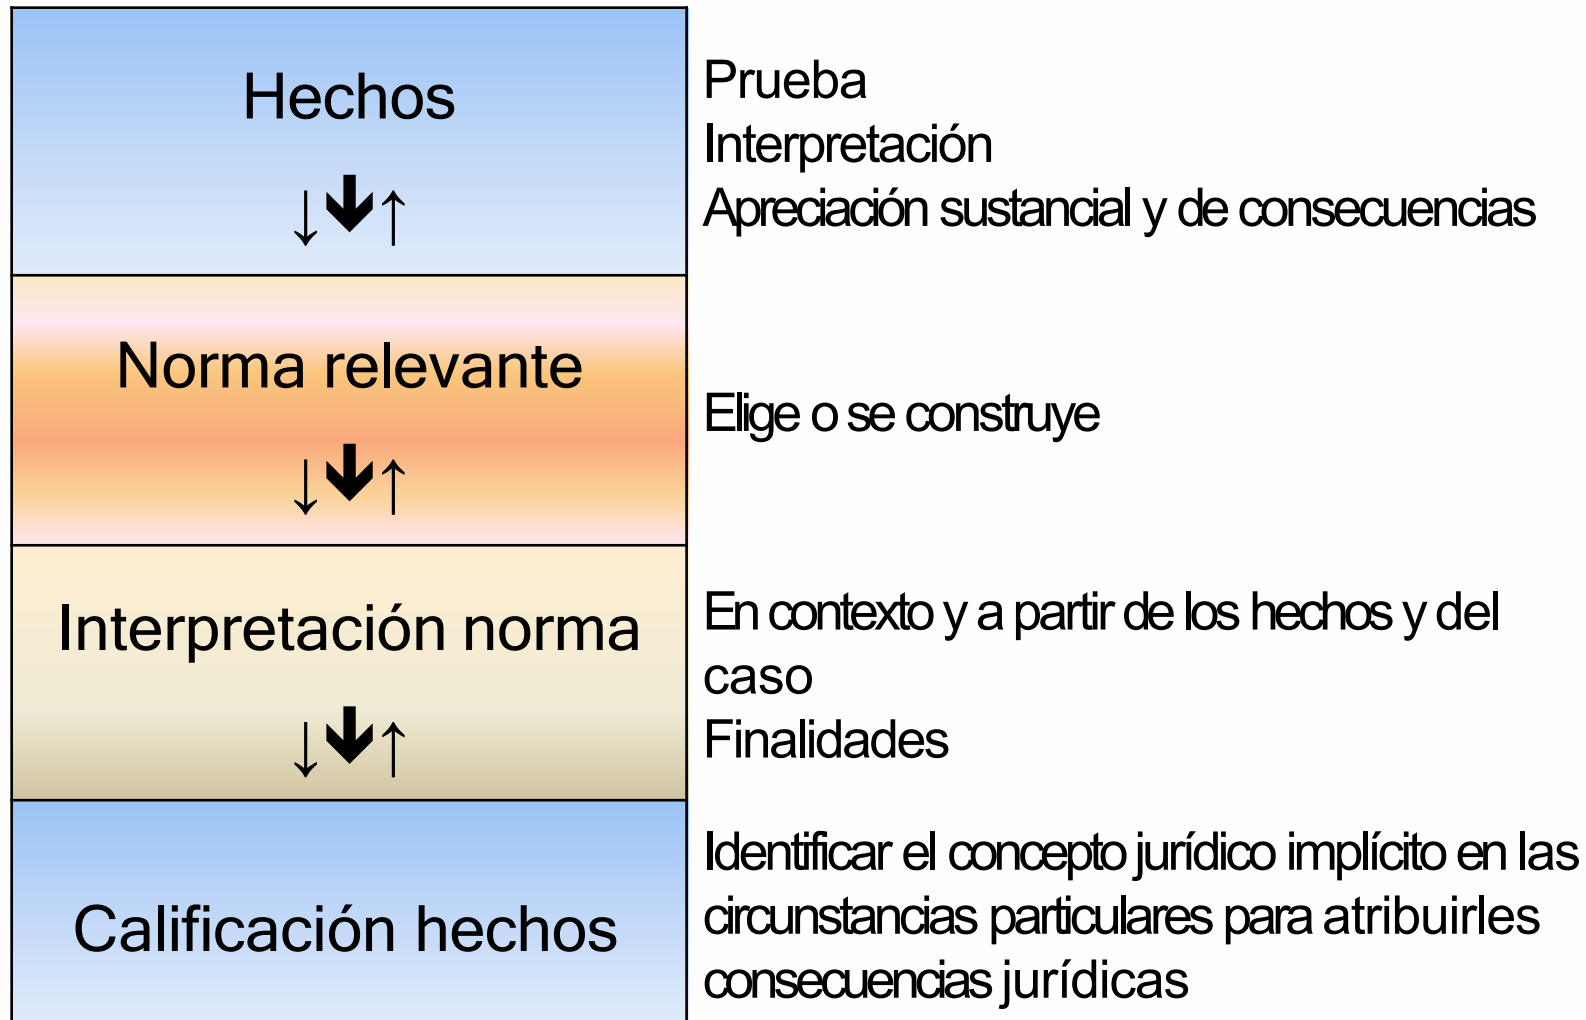 Hechos
↓🡻↑
Prueba
Interpretación
Apreciación sustancial y de consecuencias
Norma relevante
↓🡻↑
Elige o se construye
Interpretación norma
↓🡻↑
En contexto y a partir de los hechos y del
caso
Finalidades
Calificación hechos
Identificar el concepto jurídico implícito en las
circunstancias particulares para atribuirles
consecuencias jurídicas